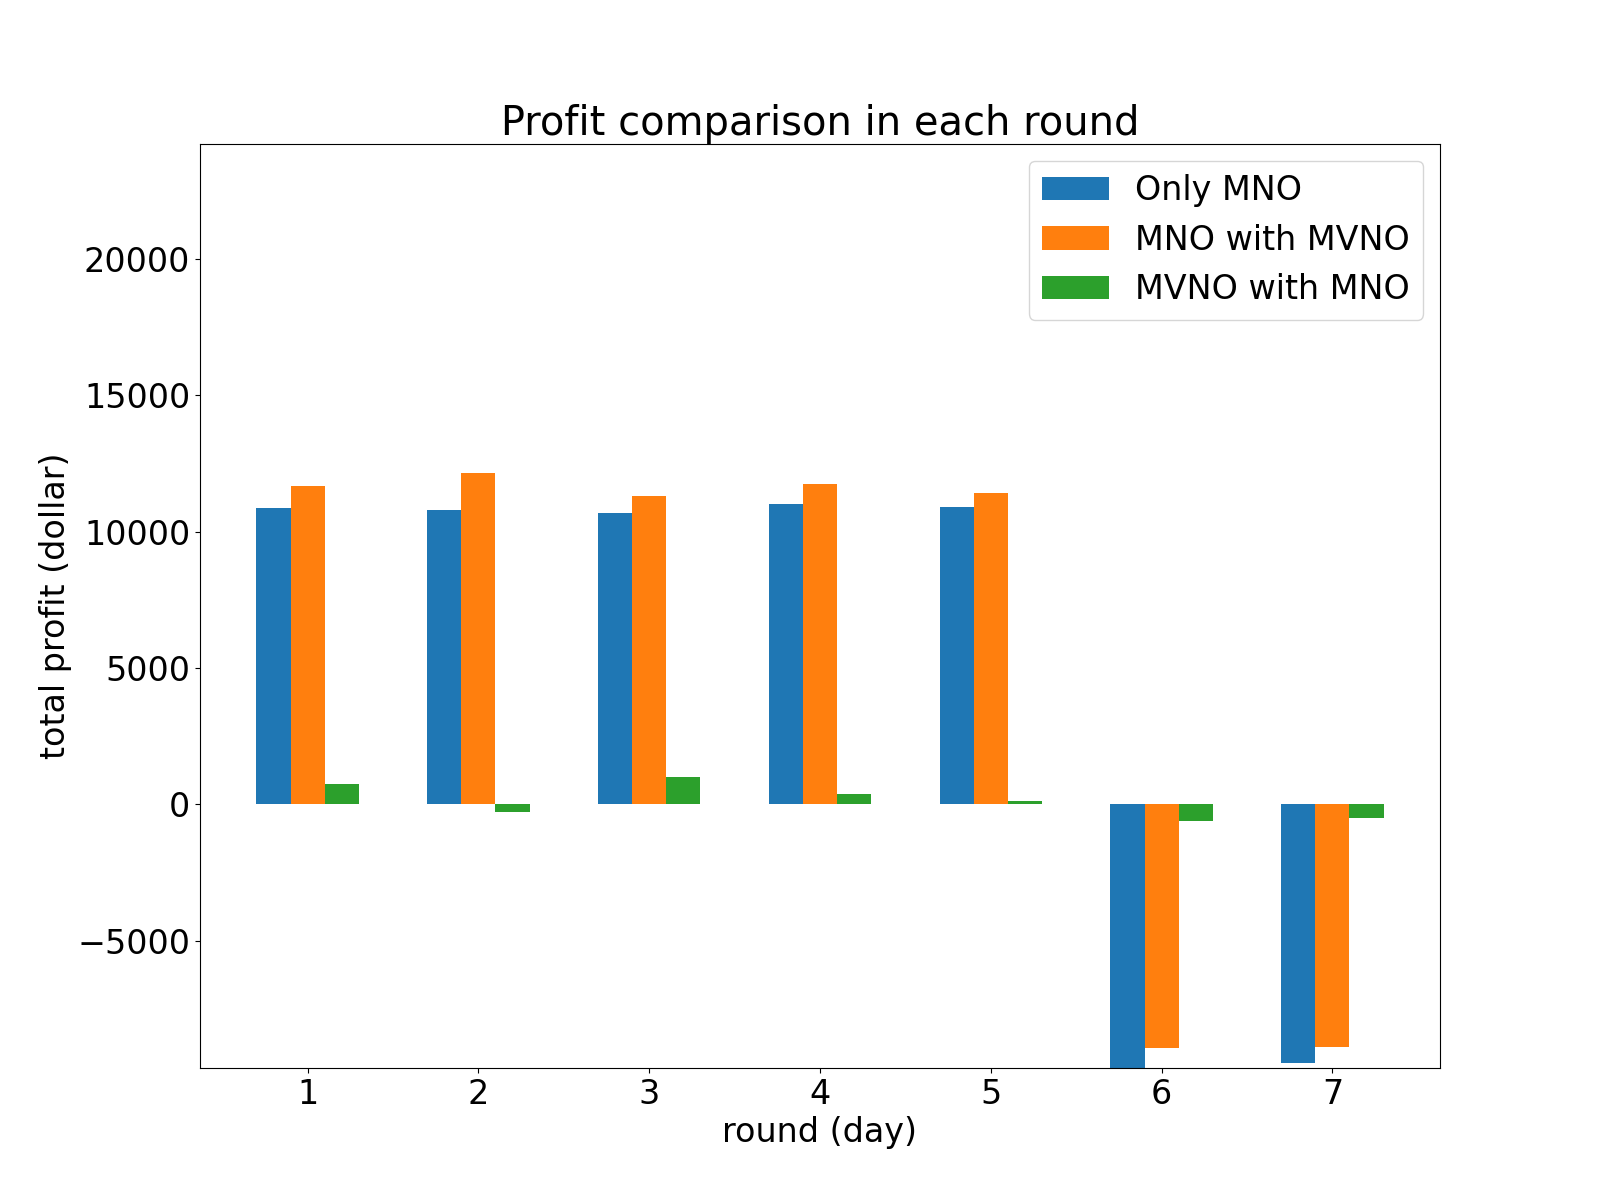 Profit comparison in each round
Only MNO
MNO with MVNO
MVNO with MNO
total profit (dollar)
20000
15000
10000
5000
0
−5000
1 2 3 4 5 6 7
round (day)